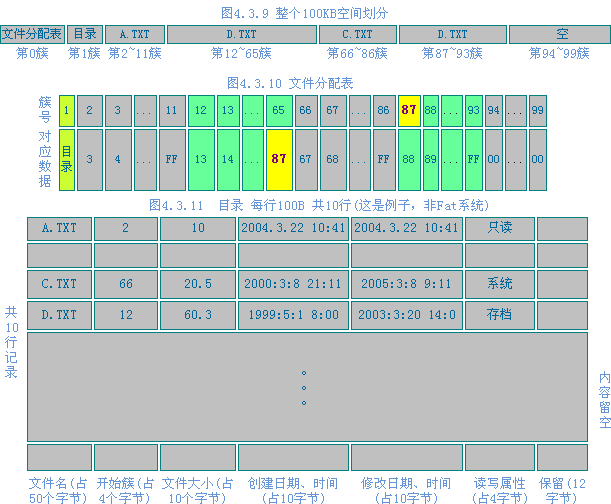 图4.3.9 整个100KB空间划分
文件分配表 目录 A.TXT D.TXT C.TXT D.TXT 空
第0簇 第1簇 第2~11簇 第12~65簇 第66~86簇 第87~93簇 第94~99簇
图4.3.10 文件分配表
簇号 1 2 3 ... 11 12 13 ... 65 66 67 ... 86 87 88 ... 93 94 ... 99
对应数据 目录 3 4 ... FF 13 14 ... 87 67 68 ... FF 88 89 ... FF 00 ... 00
图4.3.11 目录 每行100B 共10行(这是例子，非Fat系统)
A.TXT 2 10 2004.3.22 10:41 2004.3.22 10:41 只读
C.TXT 66 20.5 2000:3:8 21:11 2005:3:8 9:11 系统
D.TXT 12 60.3 1999:5:1 8:00 2003:3:20 14:0 存档
共10行记录
。
。
。
内容留空
文件名(占50个字节) 开始簇(占4个字节) 文件大小(占10个字节) 创建日期、时间(占10字节) 修改日期、时间(占10字节) 读写属性(占4字节) 保留(12字节)